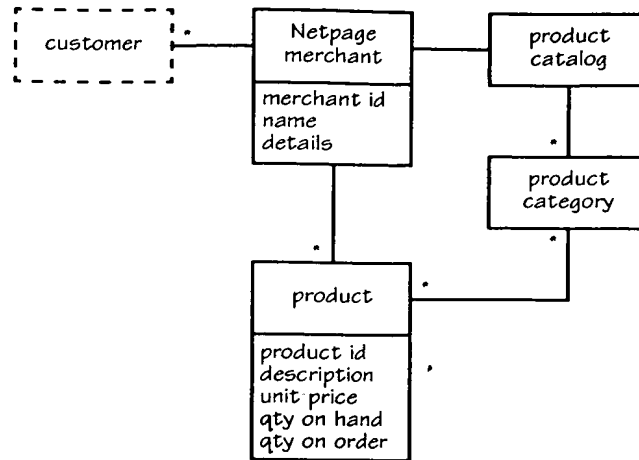 customer
*
Netpage
merchant
merchant id
name
details
product
catalog
*
product
category
*
*
*
product
product id
description
unit price
qty on hand
qty on order